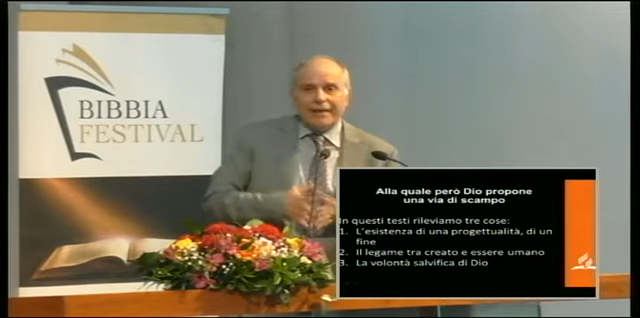 BIBBIA
FESTIVAL
Alla quale però Dio propone
una via di scampo
In questi testi rileviamo tre cose:
1. L'esistenza di una progettualità, di un
fine
2. Il legame tra creato e essere umano
3. La volontà salvifica di Dio